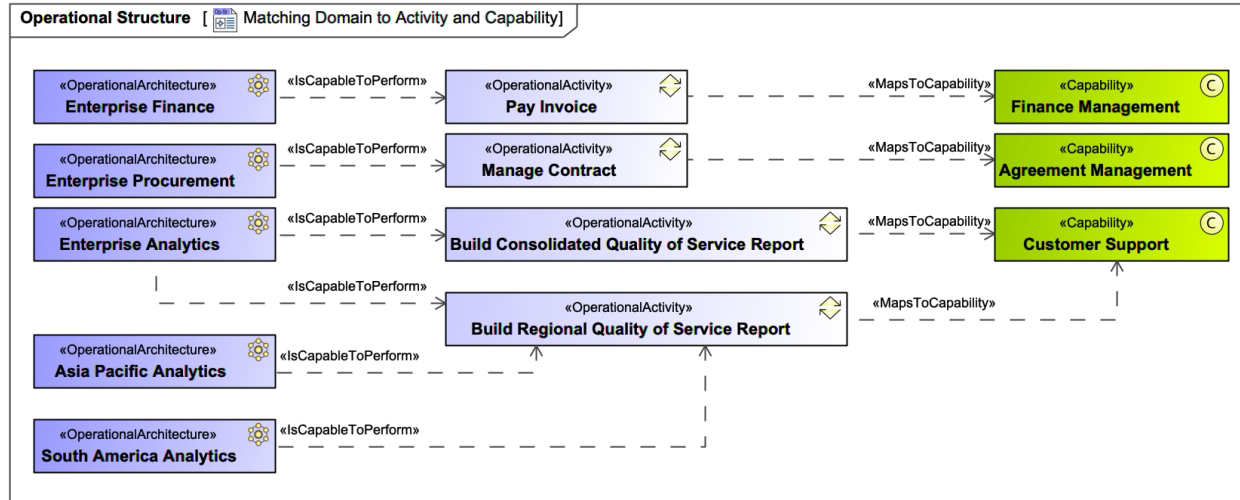 Operational Structure [ Matching Domain to Activity and Capability]
«OperationalArchitecture»
Enterprise Finance
«IsCapableToPerform»
«OperationalActivity»
Pay Invoice
«MapsToCapability»
«Capability»
Finance Management
C
«OperationalArchitecture»
Enterprise Procurement
«IsCapableToPerform»
«OperationalActivity»
Manage Contract
«MapsToCapability»
«Capability»
Agreement Management
C
«OperationalArchitecture»
Enterprise Analytics
«IsCapableToPerform»
«OperationalActivity»
Build Consolidated Quality of Service Report
«MapsToCapability»
«Capability»
Customer Support
C
«IsCapableToPerform»
«OperationalActivity»
Build Regional Quality of Service Report
«MapsToCapability»
«OperationalArchitecture»
Asia Pacific Analytics
«IsCapableToPerform»
«OperationalArchitecture»
South America Analytics
«IsCapableToPerform»